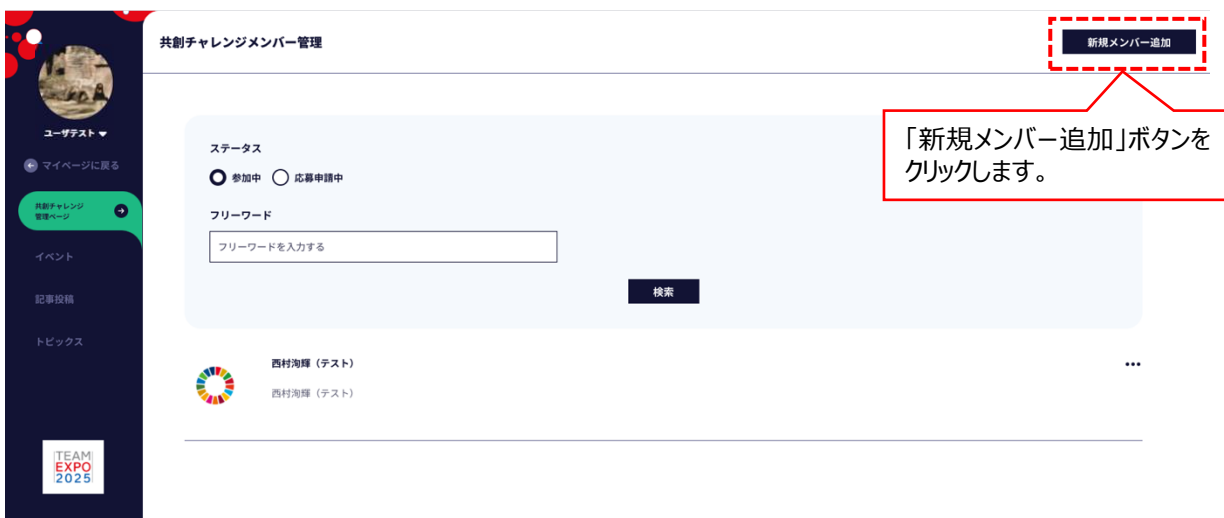 共創チャレンジメンバー管理
新規メンバー追加
「新規メンバー追加」ボタンを
クリックします。
ユーザテスト
マイページに戻る
共創チャレンジ
管理ページ
イベント
記事投稿
トピックス
TEAM
EXPO
2025
ステータス
参加中 応募申請中
フリーワード
フリーワードを入力する
検索
西村洵輝（テスト）
西村洵輝（テスト）